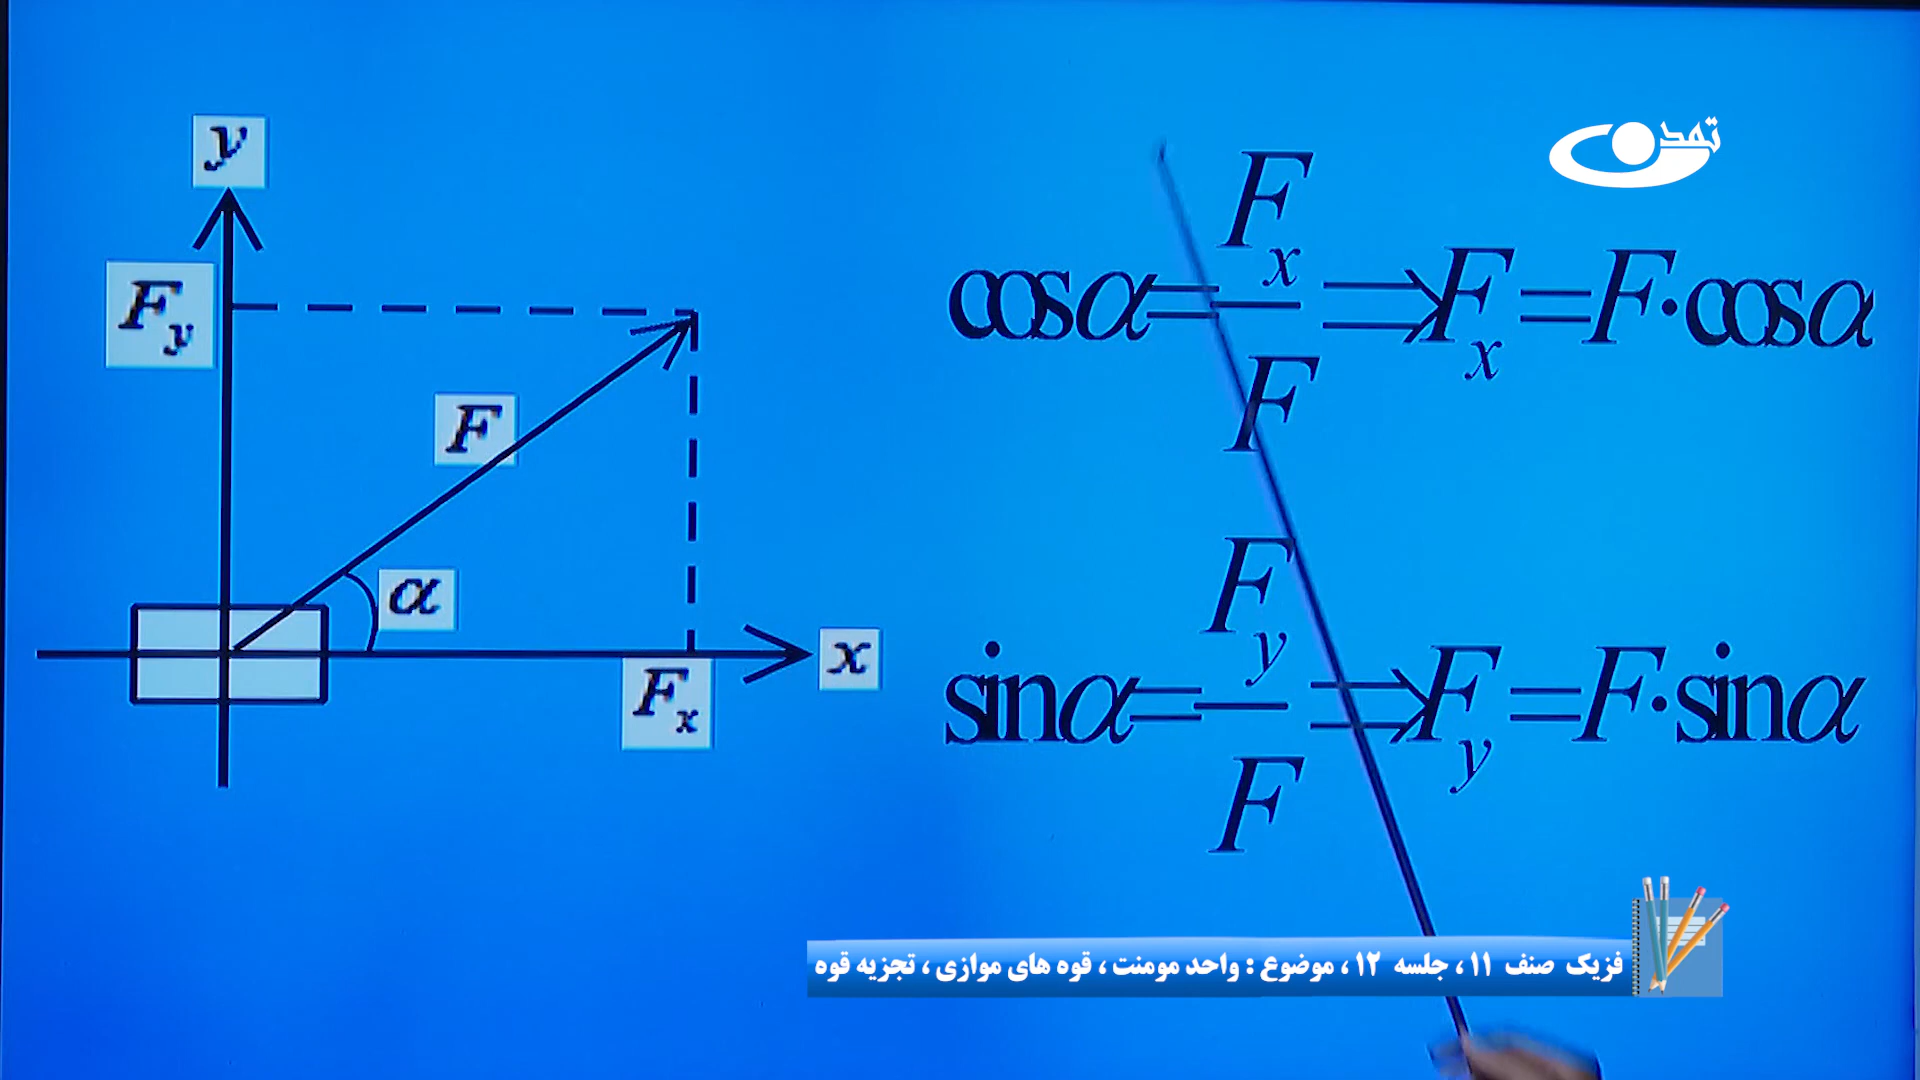 تمدن
y
F_y
F
α
x
F_x
cosα = F_x / F ⇒ F_x = F·cosα
sinα = F_y / F ⇒ F_y = F·sinα
فزیک صنف ۱۱ ، جلسه ۱۲ ، موضوع : واحد مومنت ، قوه های موازی ، تجزیه قوه